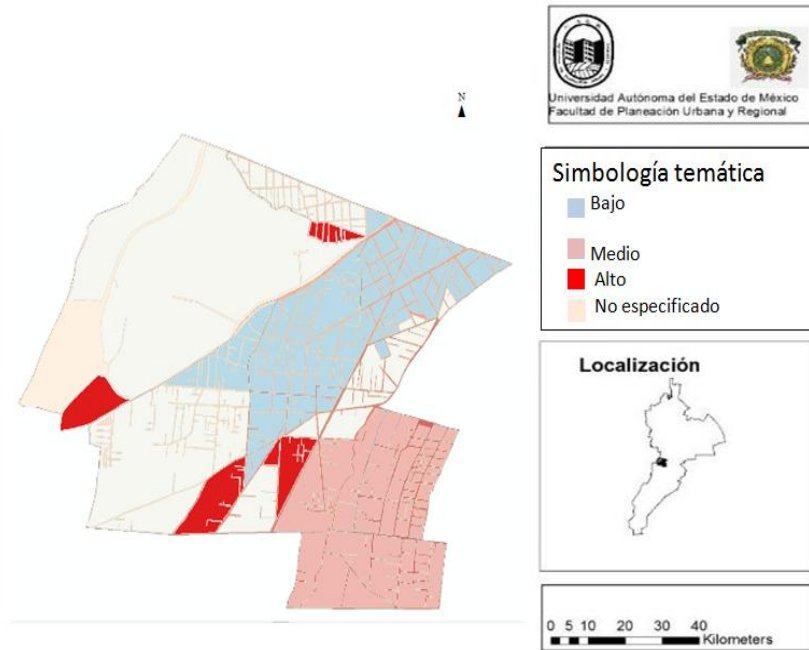 N
Universidad Autónoma del Estado de México
Facultad de Planeación Urbana y Regional
Simbología temática
Bajo
Medio
Alto
No especificado
Localización
0 5 10 20 30 40
Kilometers